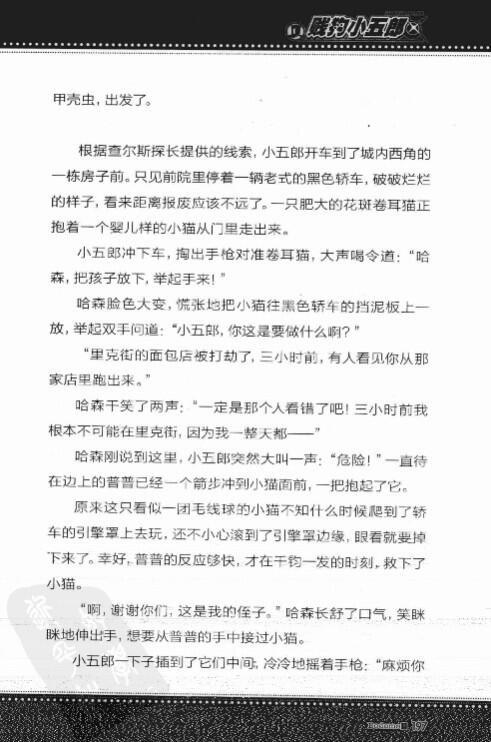 贱狗小五郎
甲壳虫，出发了。
根据查尔斯探长提供的线索，小五郎开车到了城内西角的
一栋房子前。只见前院里停着一辆老式的黑色轿车，破破烂烂
的样子，看来距离报废应该不远了。一只肥大的花斑卷耳猫正
抱着一个婴儿样的小猫从门里走出来。
小五郎冲下车，掏出手枪对准卷耳猫，大声喝令道：“哈
森，把孩子放下，举起手来！”
哈森脸色大变，慌张地把小猫往黑色轿车的挡泥板上一
放，举起双手问道：“小五郎，你这是要做什么啊？”
“里克街的面包店被打劫了，三小时前，有人看见你从那
家店里跑出来。”
哈森干笑了两声：“一定是那个人看错了吧！三小时前我
根本不可能在里克街，因为我一整天都——”
哈森刚说到这里，小五郎突然大叫一声：“危险！”一直待
在边上的普普已经一个箭步冲到小猫面前，一把抱起了它。
原来这只看似一团毛线球的小猫不知什么时候爬到了轿
车的引擎罩上去玩，还不小心滚到了引擎罩边缘，眼看就要掉
下来了。幸好，普普的反应够快，才在千钧一发的时刻，救下了
小猫。
“啊，谢谢你们，这是我的侄子。”哈森长舒了口气，笑眯
眯地伸出手，想要从普普的手中接过小猫。
小五郎一下子插到了它们中间，冷冷地摇着手枪：“麻烦你
197